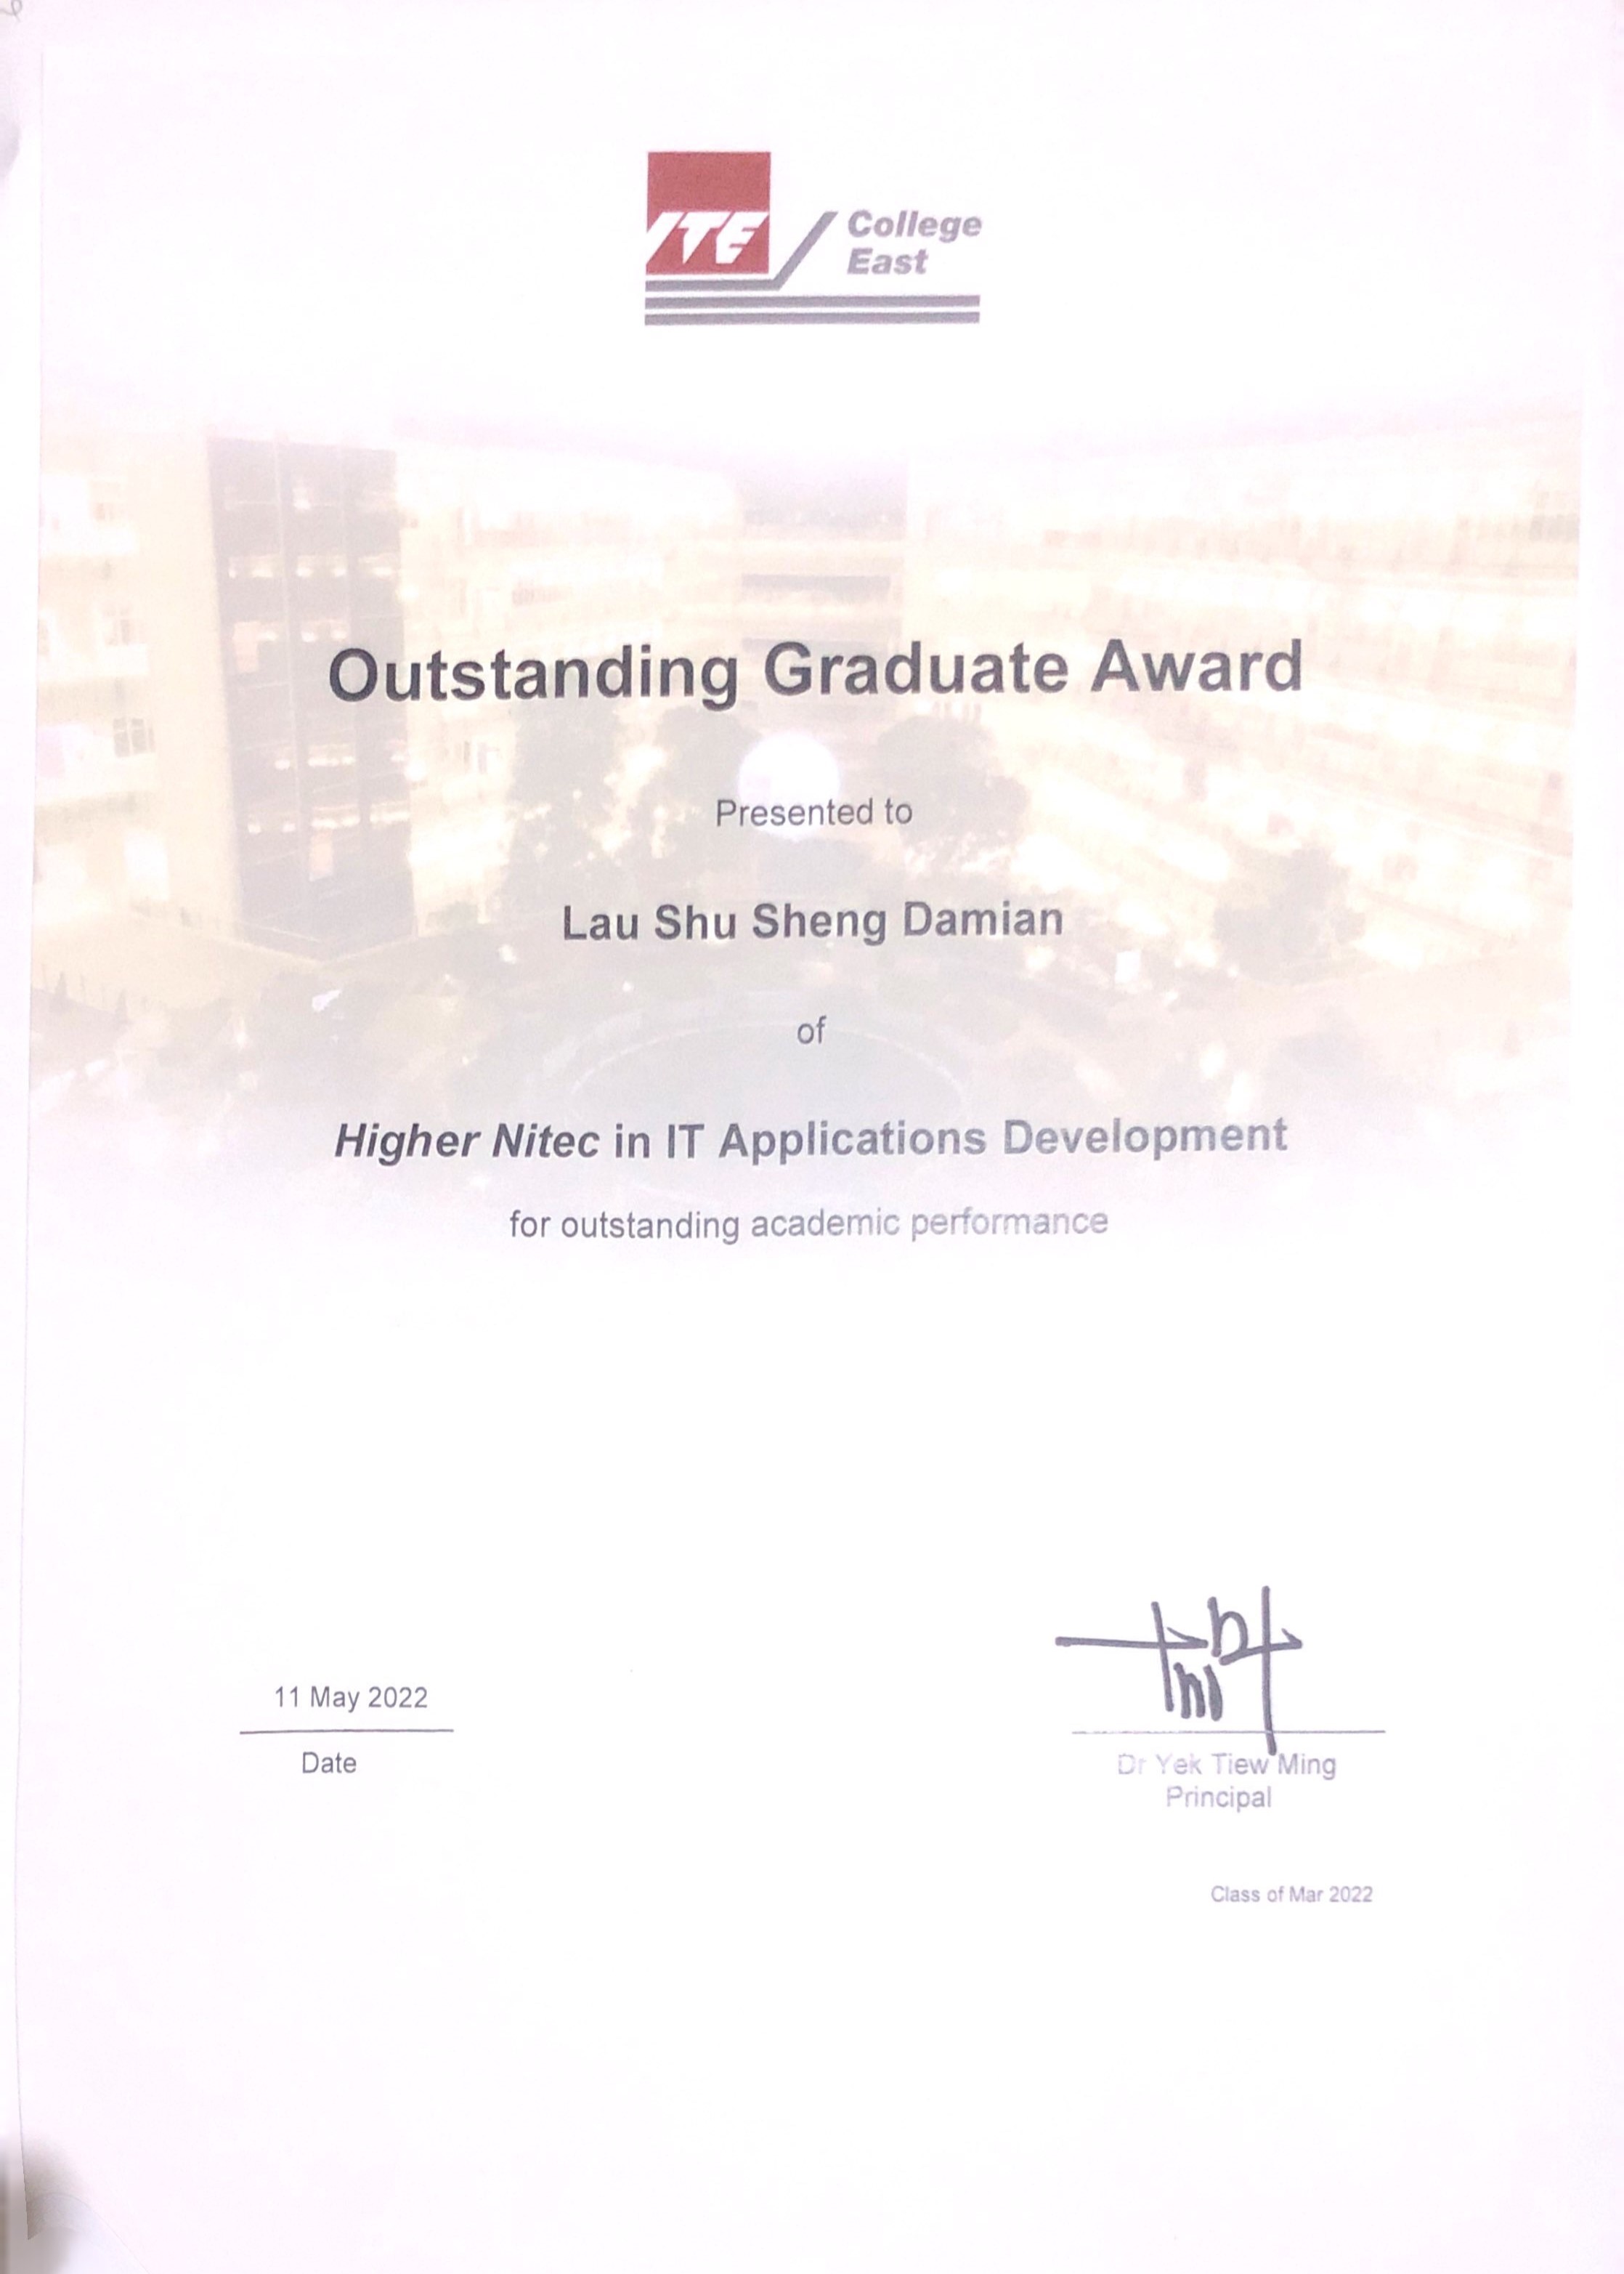 ITE College
East
Outstanding Graduate Award
Presented to
Lau Shu Sheng Damian
of
Higher Nitec in IT Applications Development
for outstanding academic performance
11 May 2022
Date
Dr Yek Tiew Ming
Principal
Class of Mar 2022